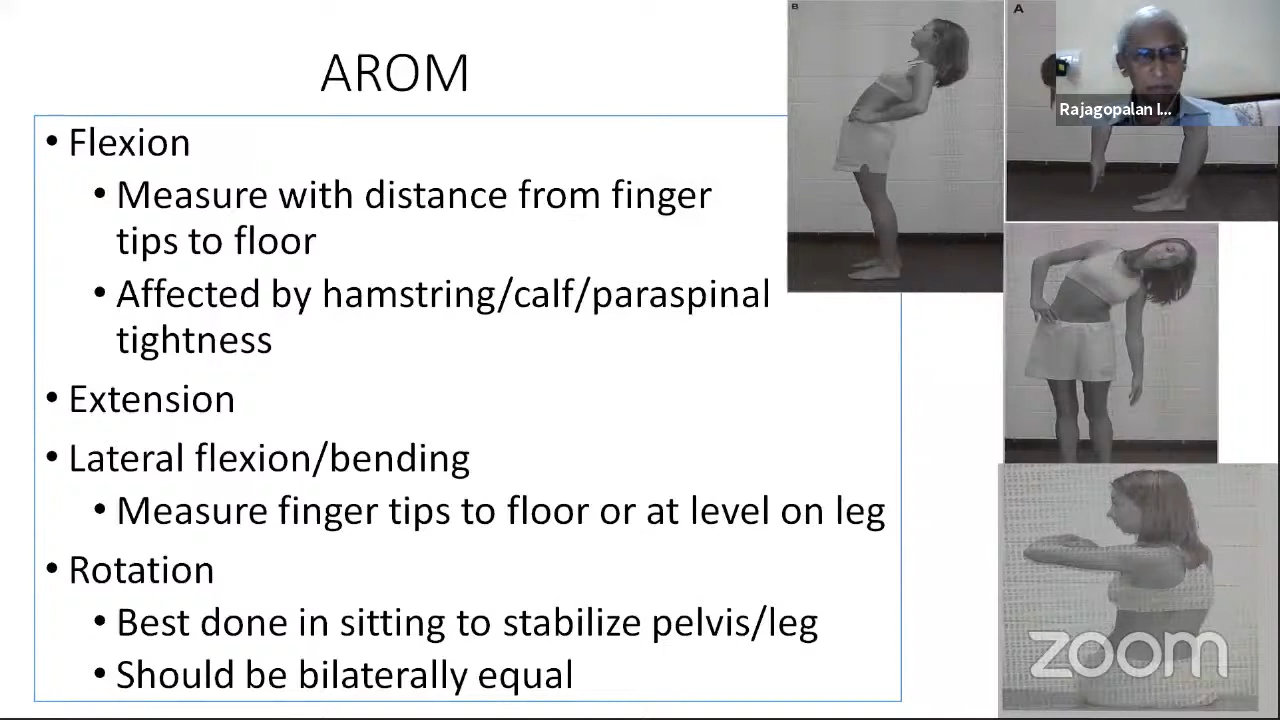 AROM
• Flexion
• Measure with distance from finger
tips to floor
• Affected by hamstring/calf/paraspinal
tightness
• Extension
• Lateral flexion/bending
• Measure finger tips to floor or at level on leg
• Rotation
• Best done in sitting to stabilize pelvis/leg
• Should be bilaterally equal
B
A
Rajagopalan I...
zoom